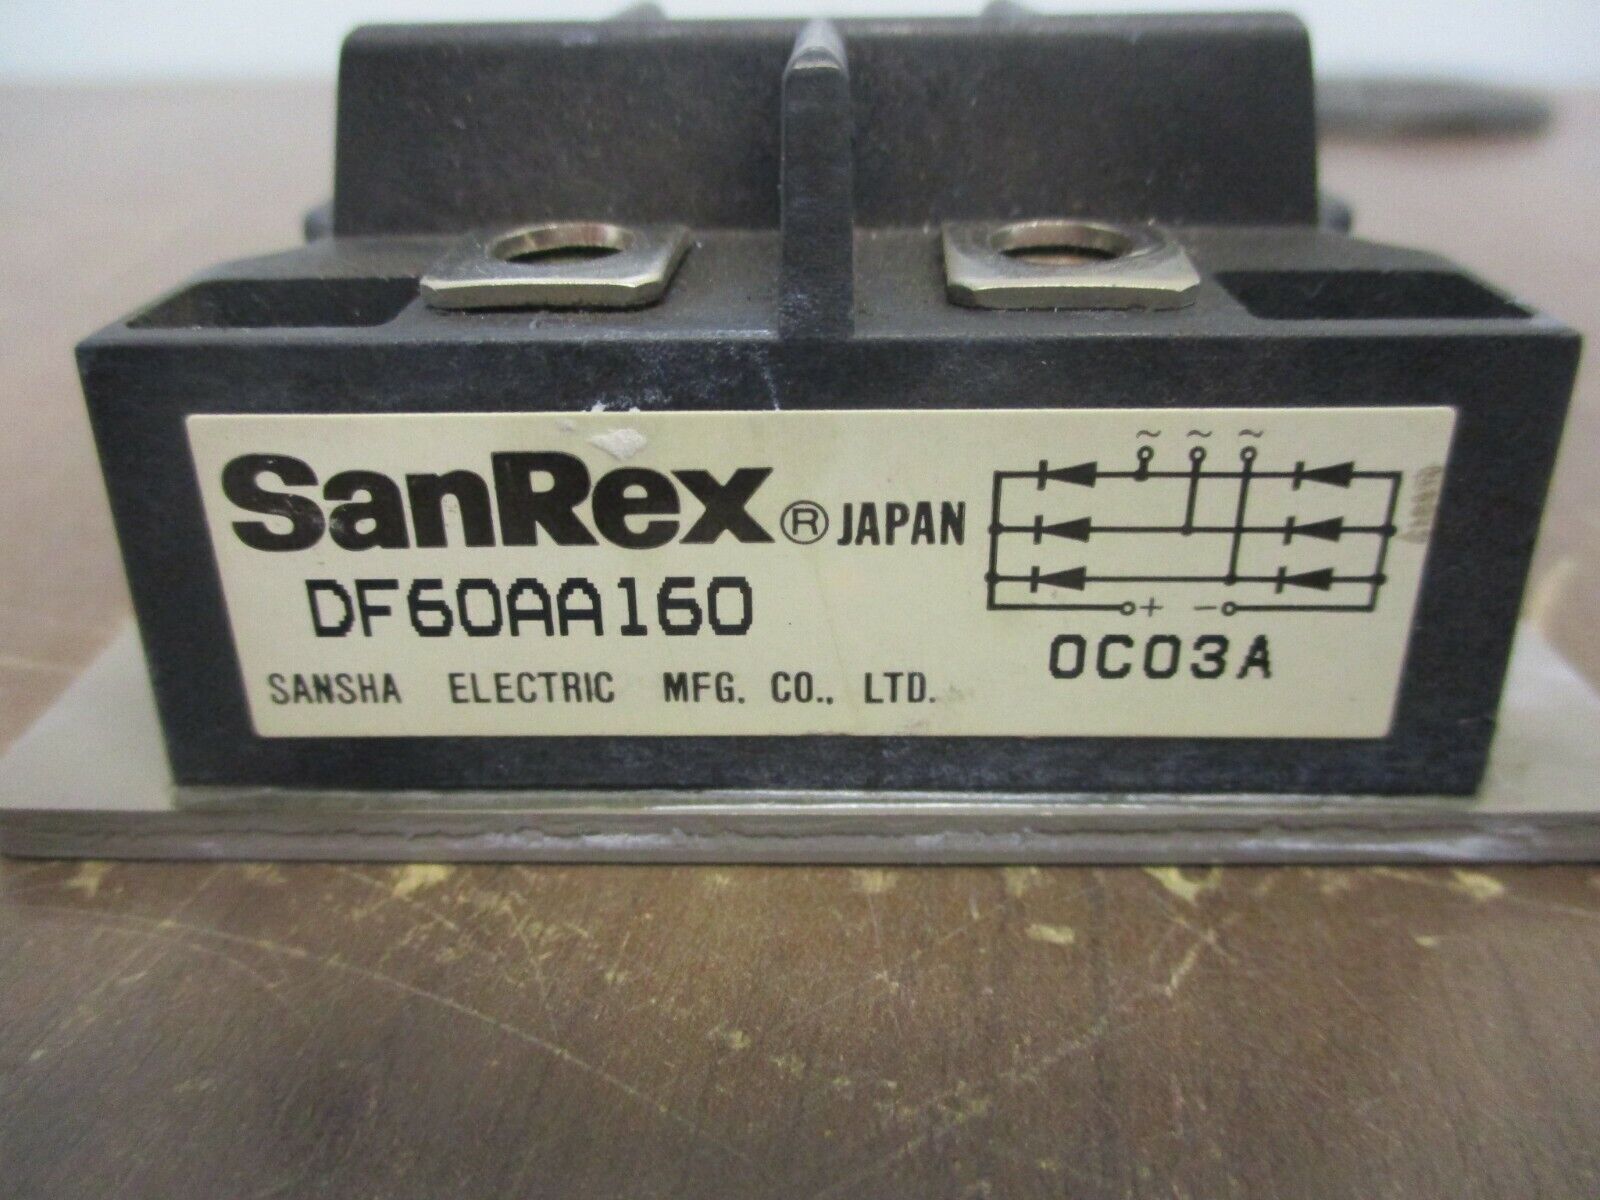 SanRex ® JAPAN
~ ~ ~
DF60AA160
+ −
0C03A
SANSHA ELECTRIC MFG. CO., LTD.